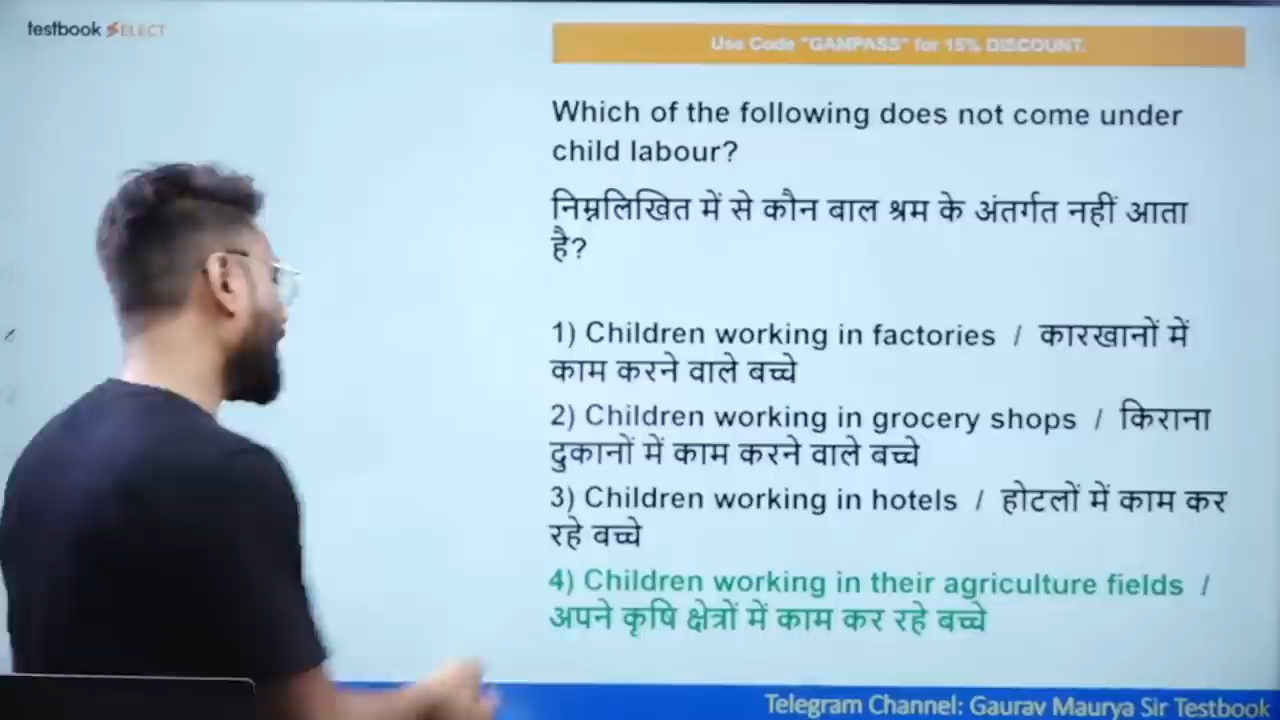 testbook SELECT
Use Code "GAMPASS" for 15% DISCOUNT.
Which of the following does not come under
child labour?
निम्नलिखित में से कौन बाल श्रम के अंतर्गत नहीं आता
है?
1) Children working in factories / कारखानों में
काम करने वाले बच्चे
2) Children working in grocery shops / किराना
दुकानों में काम करने वाले बच्चे
3) Children working in hotels / होटलों में काम कर
रहे बच्चे
4) Children working in their agriculture fields /
अपने कृषि क्षेत्रों में काम कर रहे बच्चे
Telegram Channel: Gaurav Maurya Sir Testbook